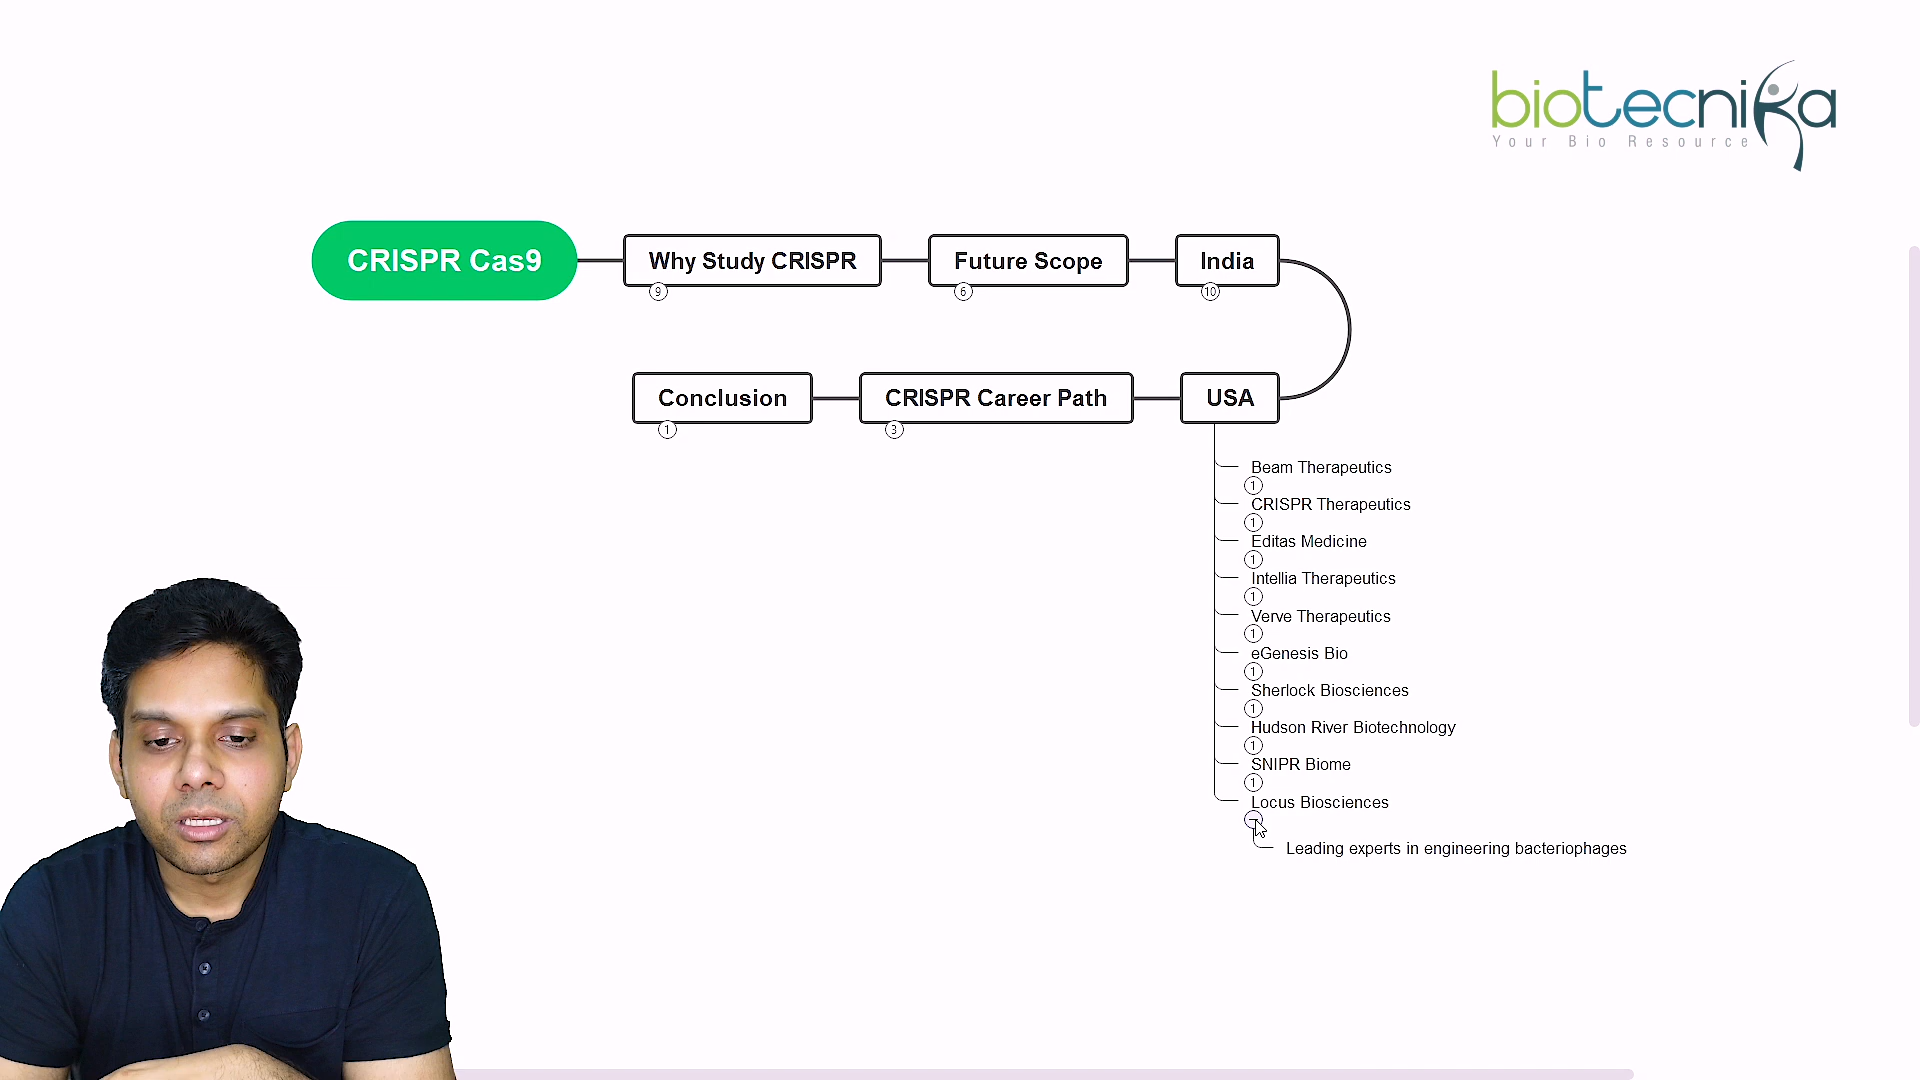 biotecnika
Your Bio Resource
CRISPR Cas9
Why Study CRISPR
9
Future Scope
6
India
10
Conclusion
1
CRISPR Career Path
3
USA
Beam Therapeutics
1
CRISPR Therapeutics
1
Editas Medicine
1
Intellia Therapeutics
1
Verve Therapeutics
1
eGenesis Bio
1
Sherlock Biosciences
1
Hudson River Biotechnology
1
SNIPR Biome
1
Locus Biosciences
Leading experts in engineering bacteriophages